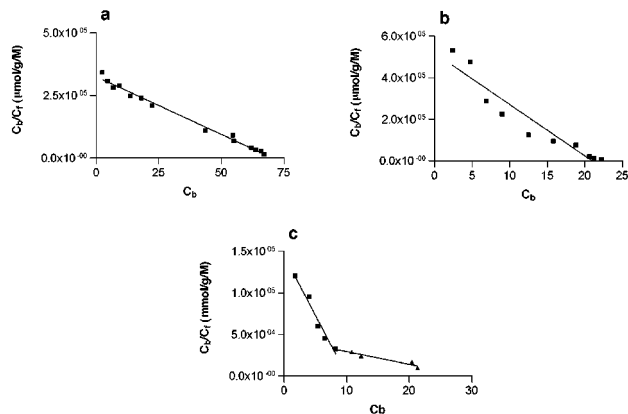 a
5.0x10 05
2.5x10 05
0.0x10 -00
0 25 50 75
Cb/Cf (μmol/g/M)
Cb
b
6.0x10 05
4.0x10 05
2.0x10 05
0.0x10 -00
0 5 10 15 20 25
Cb/Cf (μmol/g/M)
Cb
c
1.5x10 05
1.0x10 05
5.0x10 04
0.0x10 -00
0 10 20 30
Cb/Cf (mmol/g/M)
Cb